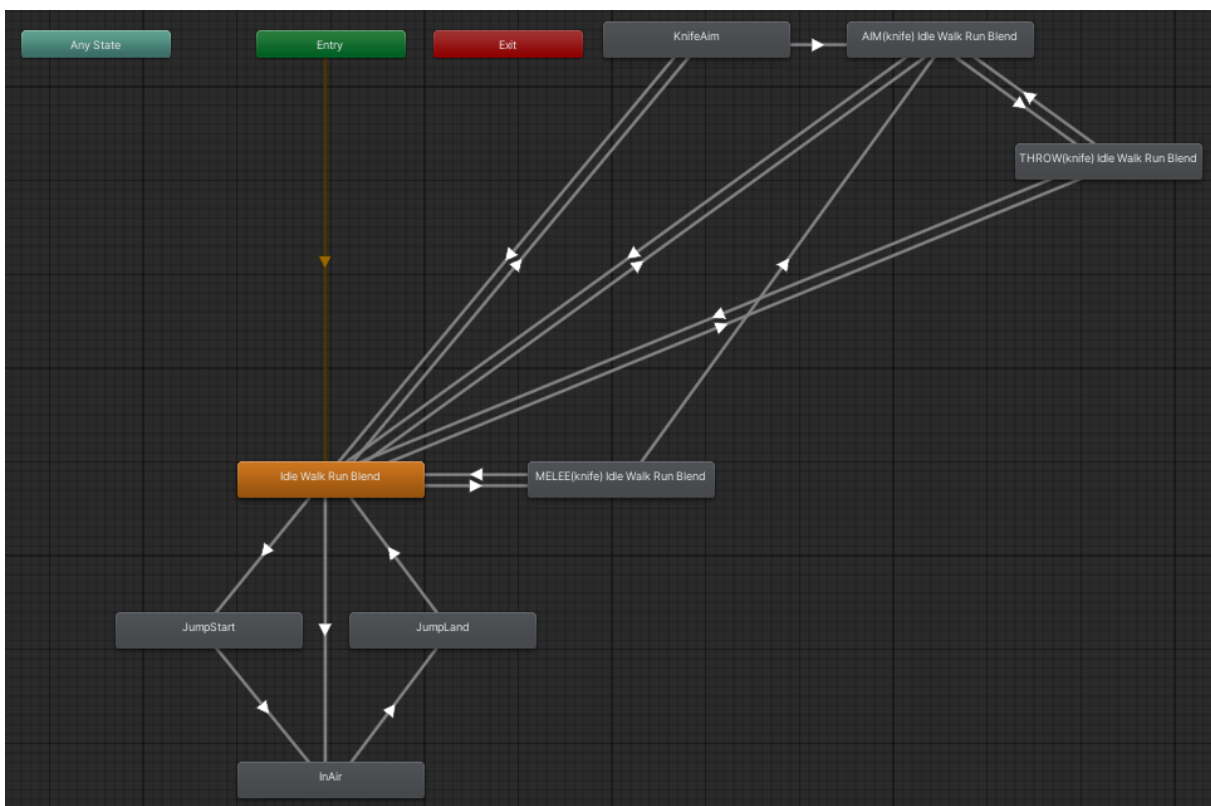 Any State
Entry
Exit
KnifeAim
AIM(knife) Idle Walk Run Blend
THROW(knife) Idle Walk Run Blend
Idle Walk Run Blend
MELEE(knife) Idle Walk Run Blend
JumpStart
JumpLand
InAir